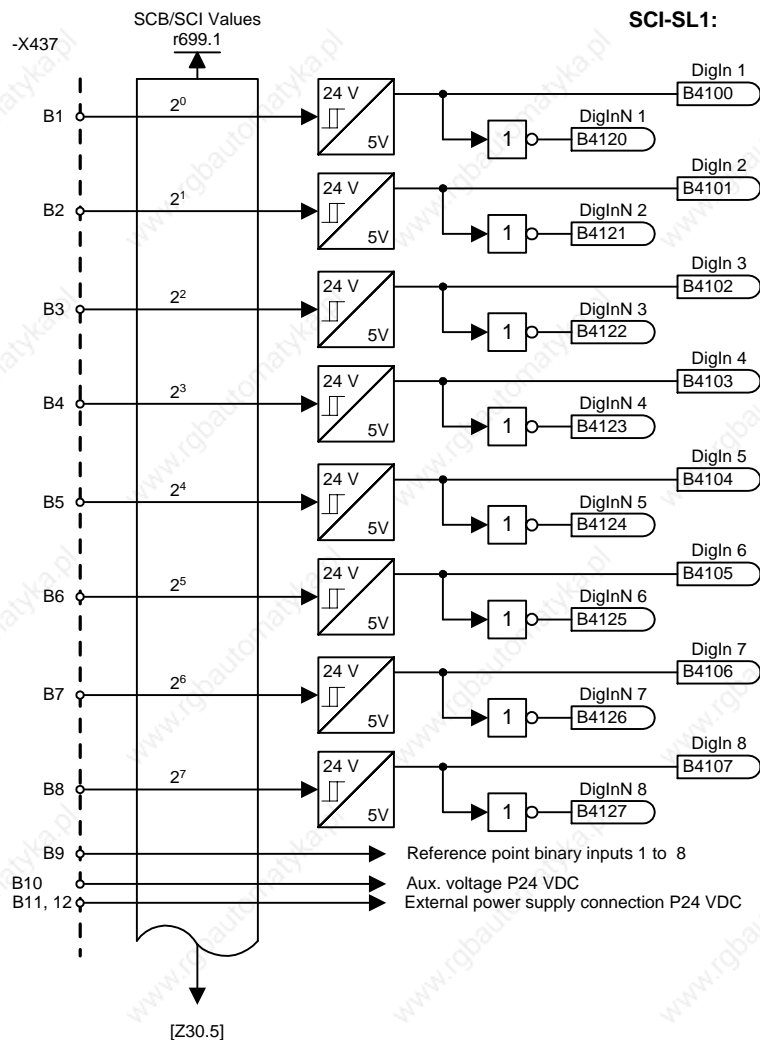 SCB/SCI Values
SCI-SL1:
-X437
r699.1
DigIn 1
B1
2⁰
24 V
5V
B4100
DigInN 1
1
B4120
DigIn 2
B2
2¹
24 V
5V
B4101
DigInN 2
1
B4121
DigIn 3
B3
2²
24 V
5V
B4102
DigInN 3
1
B4122
DigIn 4
B4
2³
24 V
5V
B4103
DigInN 4
1
B4123
DigIn 5
B5
2⁴
24 V
5V
B4104
DigInN 5
1
B4124
DigIn 6
B6
2⁵
24 V
5V
B4105
DigInN 6
1
B4125
DigIn 7
B7
2⁶
24 V
5V
B4106
DigInN 7
1
B4126
DigIn 8
B8
2⁷
24 V
5V
B4107
DigInN 8
1
B4127
B9 Reference point binary inputs 1 to 8
B10 Aux. voltage P24 VDC
B11, 12 External power supply connection P24 VDC
[Z30.5]
www.rgbautomatyka.pl